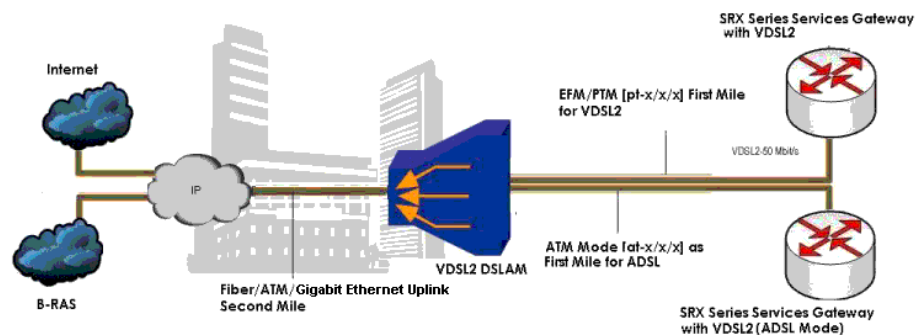 SRX Series Services Gateway
with VDSL2
Internet
EFM/PTM [pt-x/x/x] First Mile
for VDSL2
VDSL2-50 Mbit/s
IP
ATM Mode [at-x/x/x] as
First Mile for ADSL
VDSL2 DSLAM
Fiber/ATM/Gigabit Ethernet Uplink
Second Mile
B-RAS
SRX Series Services Gateway
with VDSL2 (ADSL Mode)